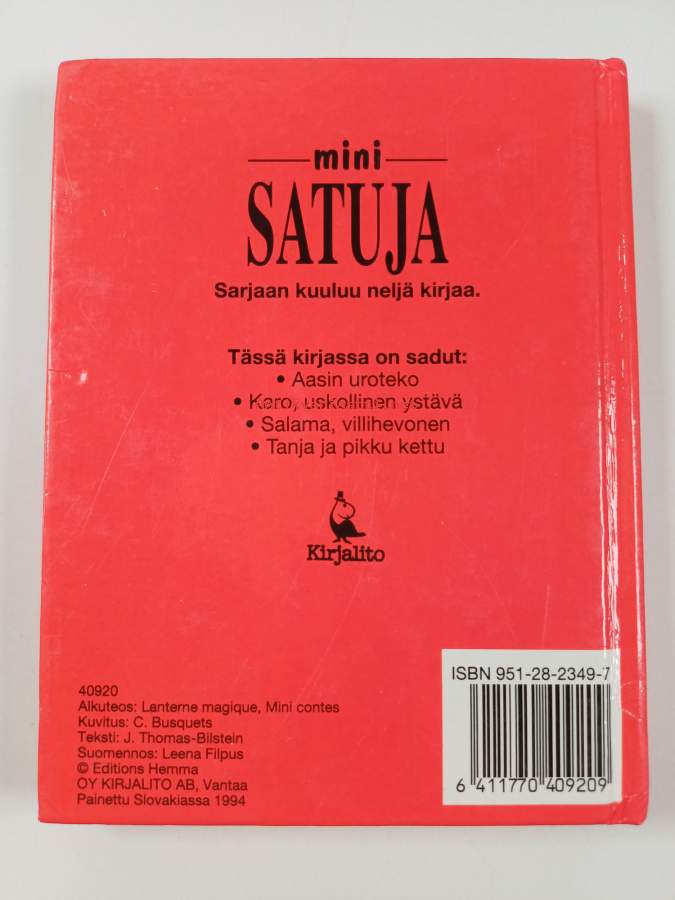 mini
SATUJA
Sarjaan kuuluu neljä kirjaa.
Tässä kirjassa on sadut:
• Aasin uroteko
• Karo, uskollinen ystävä
• Salama, villihevonen
• Tanja ja pikku kettu
Kirjalito
40920
Alkuteos: Lanterne magique, Mini contes
Kuvitus: C. Busquets
Teksti: J. Thomas-Bilstein
Suomennos: Leena Filpus
© Editions Hemma
OY KIRJALITO AB, Vantaa
Painettu Slovakiassa 1994
ISBN 951-28-2349-7
6 411770 409209